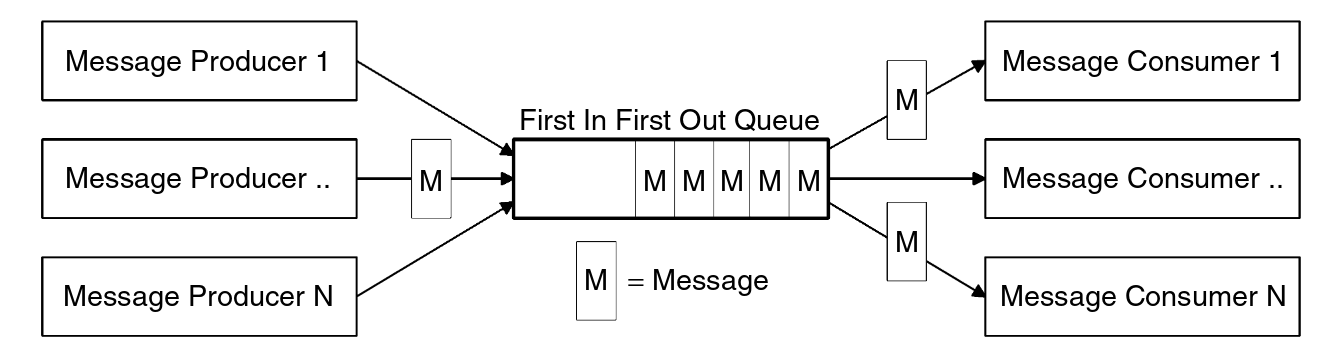 Message Producer 1
Message Producer ..
Message Producer N
M
First In First Out Queue
M M M M M
M = Message
M
M
Message Consumer 1
Message Consumer ..
Message Consumer N